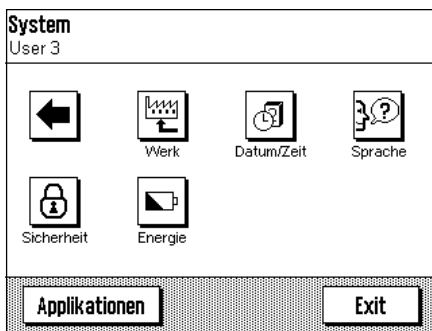 System
User 3
Werk
Datum/Zeit
Sprache
?
Sicherheit
Energie
Applikationen
Exit